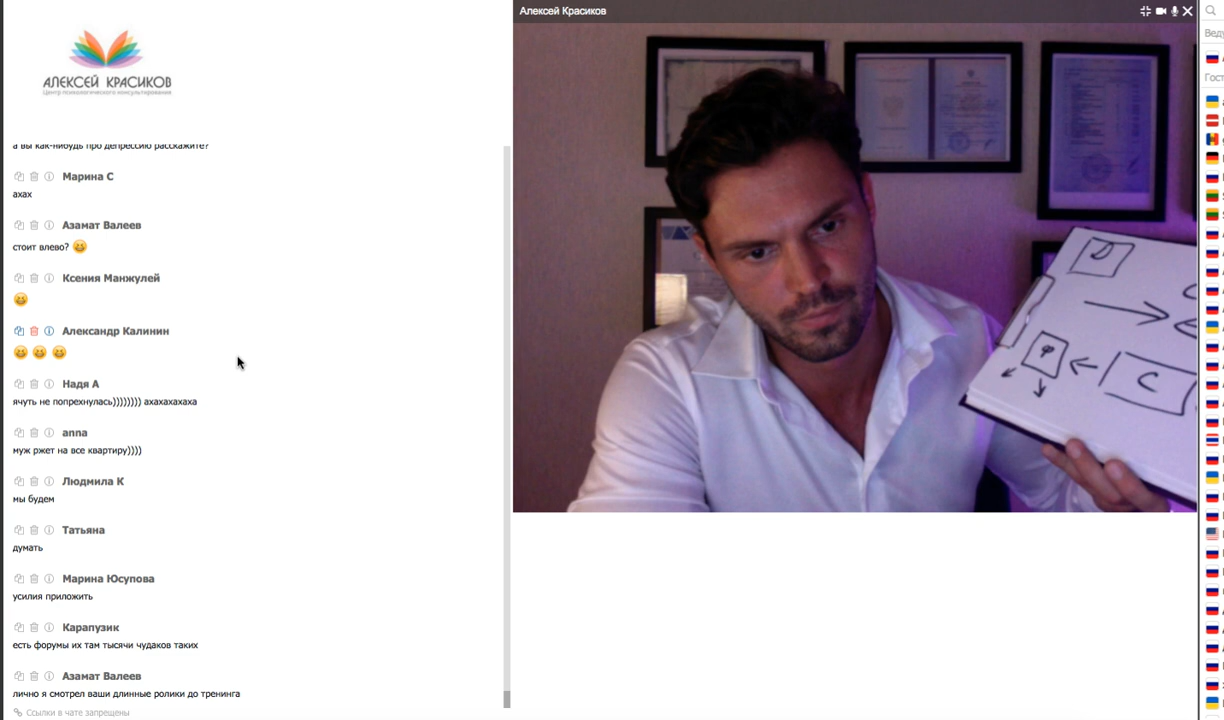 АЛЕКСЕЙ КРАСИКОВ
Центр психологического консультирования
а вы как-нибудь про депрессию расскажите?
Марина С
ахах
Азамат Валеев
стоит влево?
Ксения Манжулей
Александр Калинин
Надя А
ячуть не попрехнулась)))))))) ахахахахаха
anna
муж ржет на все квартиру))))
Людмила К
мы будем
Татьяна
думать
Марина Юсупова
усилия приложить
Карапузик
есть форумы их там тысячи чудаков таких
Азамат Валеев
лично я смотрел ваши длинные ролики до тренинга
Ссылки в чате запрещены
Алексей Красиков
С